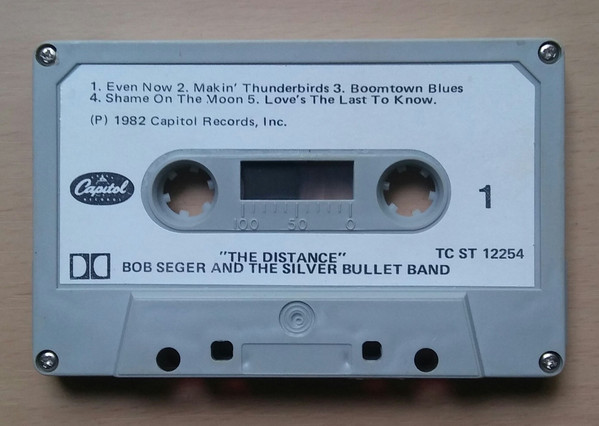 1. Even Now 2. Makin' Thunderbirds 3. Boomtown Blues
4. Shame On The Moon 5. Love's The Last To Know.
(P) 1982 Capitol Records, Inc.
Capitol
RECORDS
1
100 50 0
"THE DISTANCE"
TC ST 12254
BOB SEGER AND THE SILVER BULLET BAND